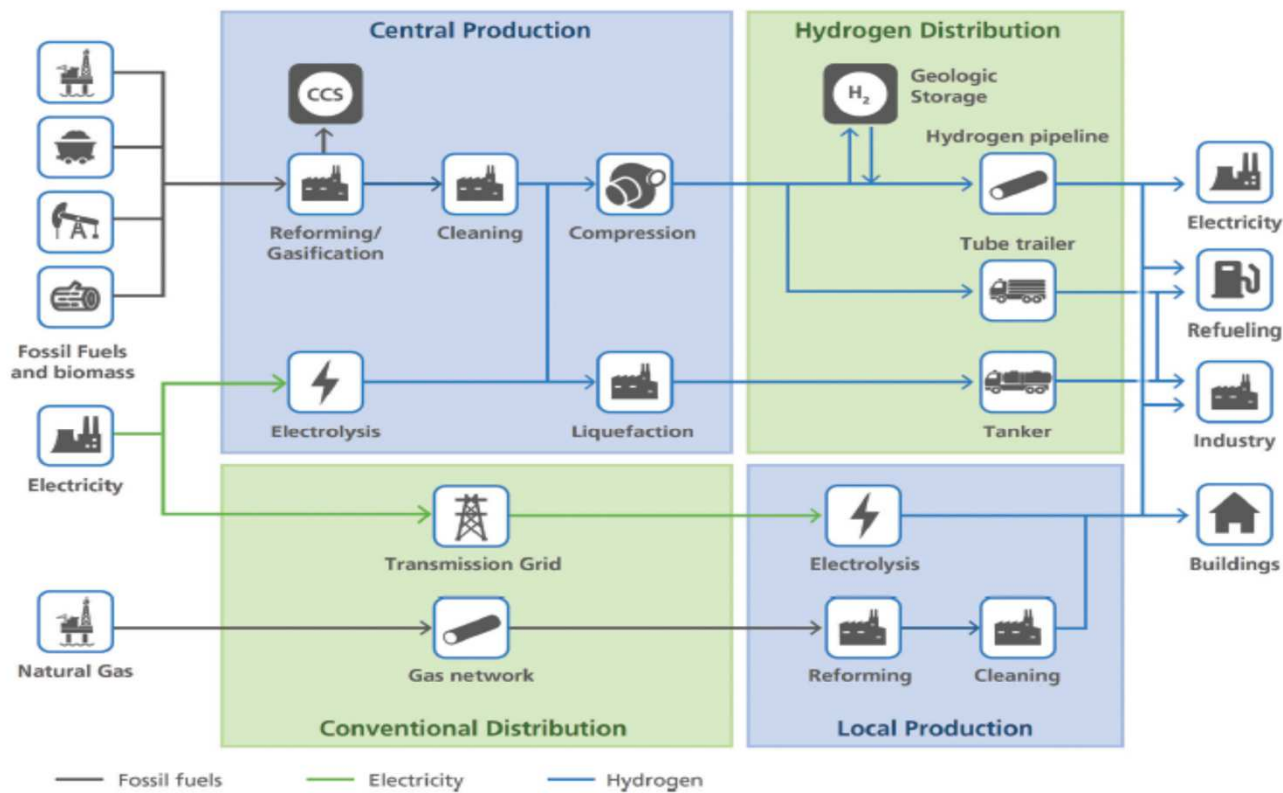 Central Production
Hydrogen Distribution
CCS
H₂
Geologic
Storage
Hydrogen pipeline
Reforming/
Gasification
Cleaning
Compression
Electricity
Tube trailer
Refueling
Fossil Fuels
and biomass
Electrolysis
Liquefaction
Tanker
Industry
Electricity
Transmission Grid
Electrolysis
Buildings
Natural Gas
Gas network
Reforming
Cleaning
Conventional Distribution
Local Production
Fossil fuels
Electricity
Hydrogen